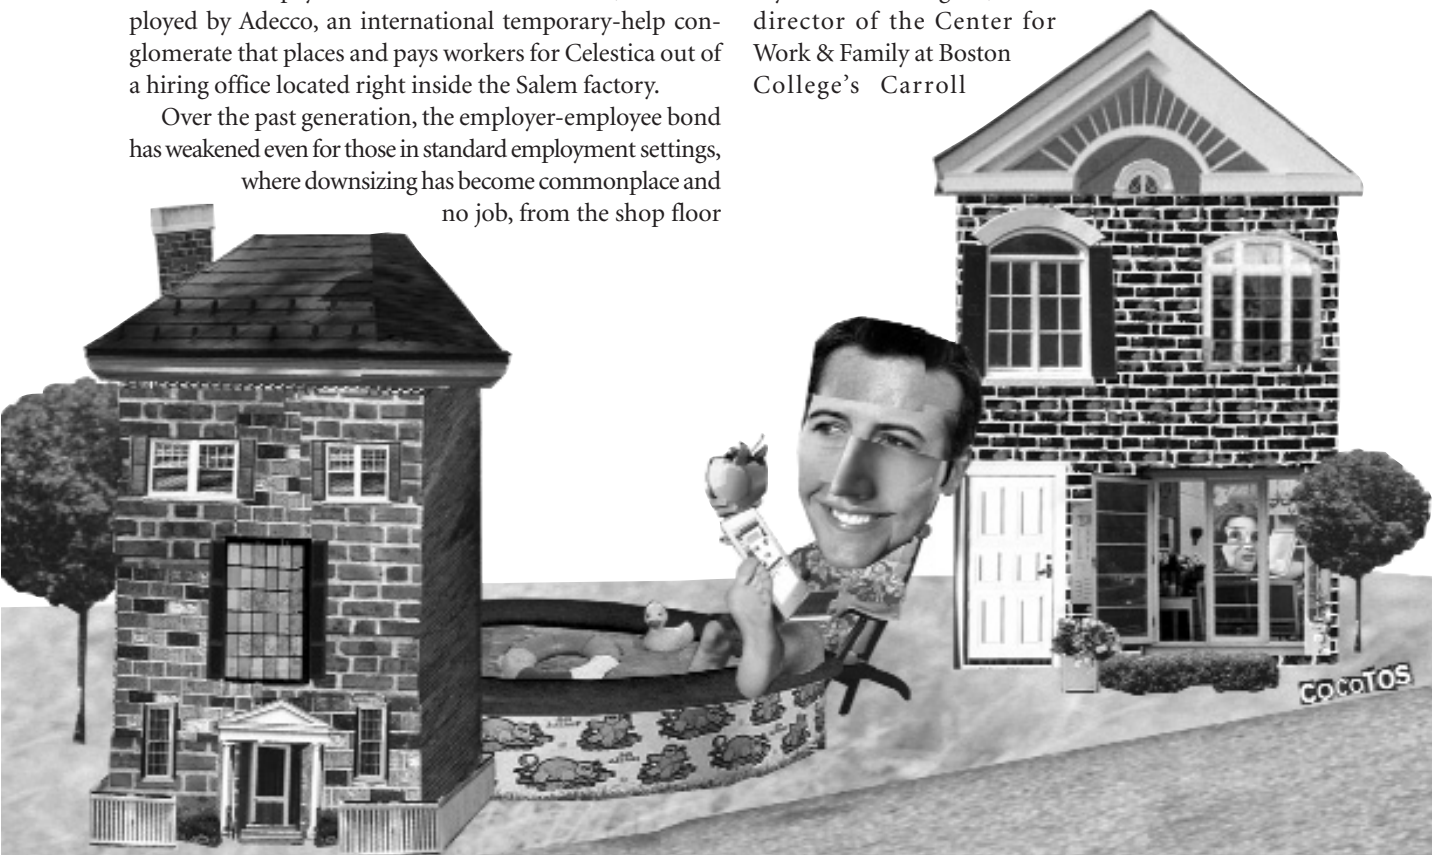 ployed by Adecco, an international temporary-help con-
glomerate that places and pays workers for Celestica out of
a hiring office located right inside the Salem factory.
Over the past generation, the employer-employee bond
has weakened even for those in standard employment settings,
where downsizing has become commonplace and
no job, from the shop floor
director of the Center for
Work & Family at Boston
College’s Carroll
COCOTOS